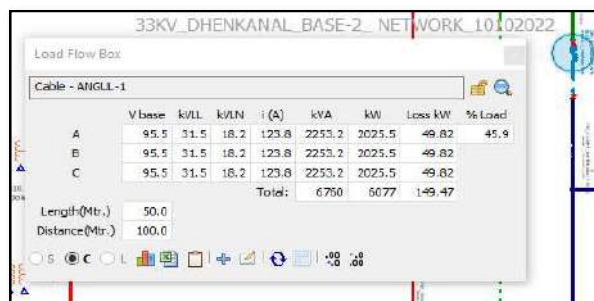 33KV_DHENKANAL_BASE-2_ NETWORK_10102022
Load Flow Box
Cable - ANGUL-1
V base kVLL kVLN i (A) kVA kW Loss kW % Load
A 95.5 31.5 18.2 123.8 2253.2 2025.5 49.82 45.9
B 95.5 31.5 18.2 123.8 2253.2 2025.5 49.82
C 95.5 31.5 18.2 123.8 2253.2 2025.5 49.82
Total: 6760 6077 149.47
Length(Mtr.) 50.0
Distance(Mtr.) 100.0
S C L